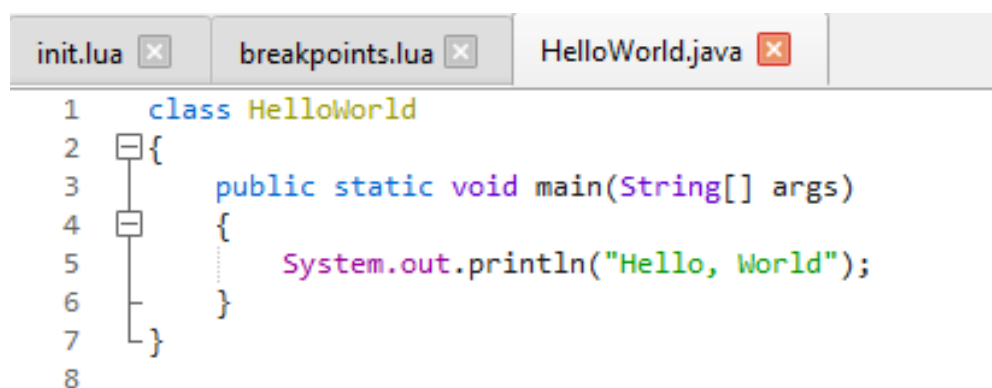 init.lua breakpoints.lua HelloWorld.java
1 class HelloWorld
2 {
3 public static void main(String[] args)
4 {
5 System.out.println("Hello, World");
6 }
7 }
8